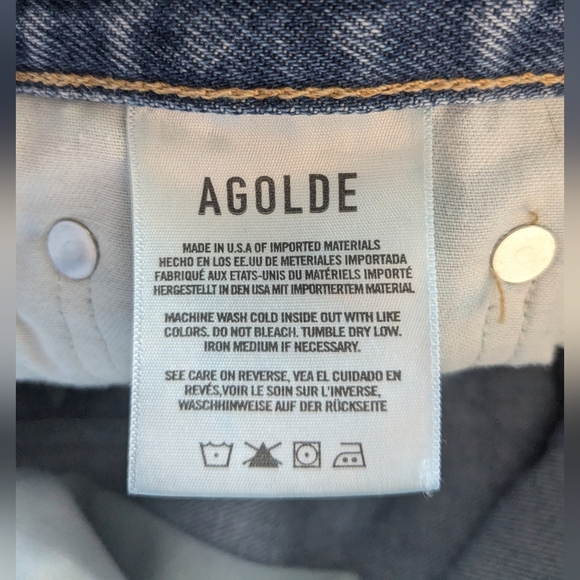 AGOLDE
MADE IN U.S.A OF IMPORTED MATERIALS
HECHO EN LOS EE.UU DE METERIALES IMPORTADA
FABRIQUÉ AUX ETATS-UNIS DU MATÉRIELS IMPORTÉ
HERGESTELLT IN DEN USA MIT IMPORTIERTEM MATERIAL
MACHINE WASH COLD INSIDE OUT WITH LIKE
COLORS. DO NOT BLEACH. TUMBLE DRY LOW.
IRON MEDIUM IF NECESSARY.
SEE CARE ON REVERSE, VEA EL CUIDADO EN
REVÉS,VOIR LE SOIN SUR L'INVERSE,
WASCHHINWEISE AUF DER RÜCKSEITE